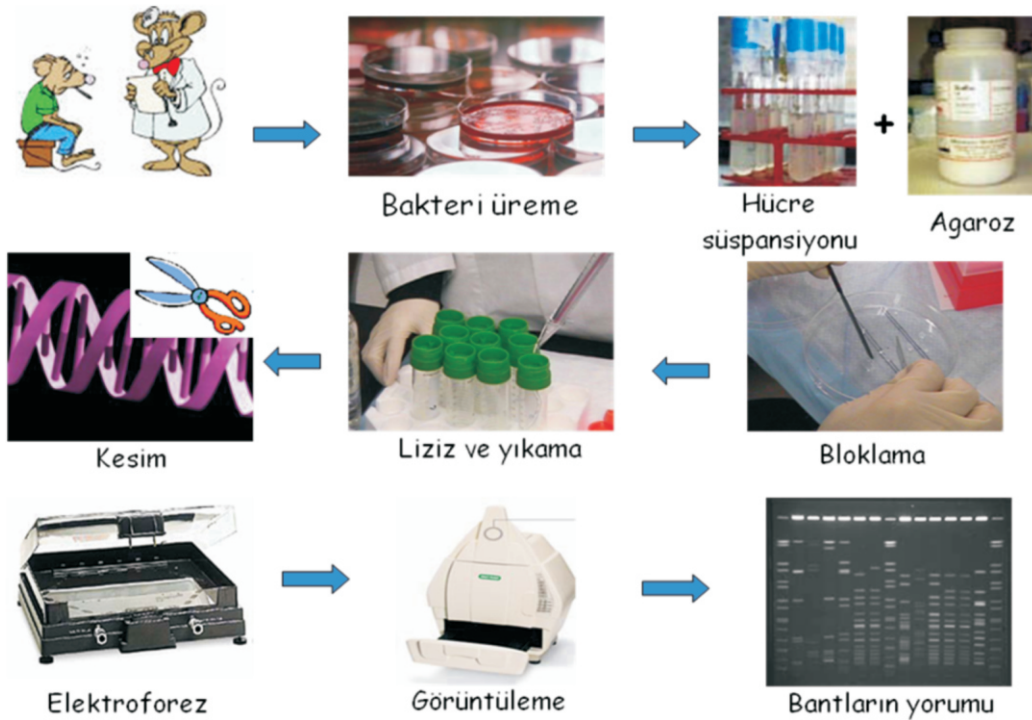 Bakteri üreme
Hücre
süspansiyonu
+
Agaroz
Kesim
Liziz ve yıkama
Bloklama
Elektroforez
Görüntüleme
Bantların yorumu